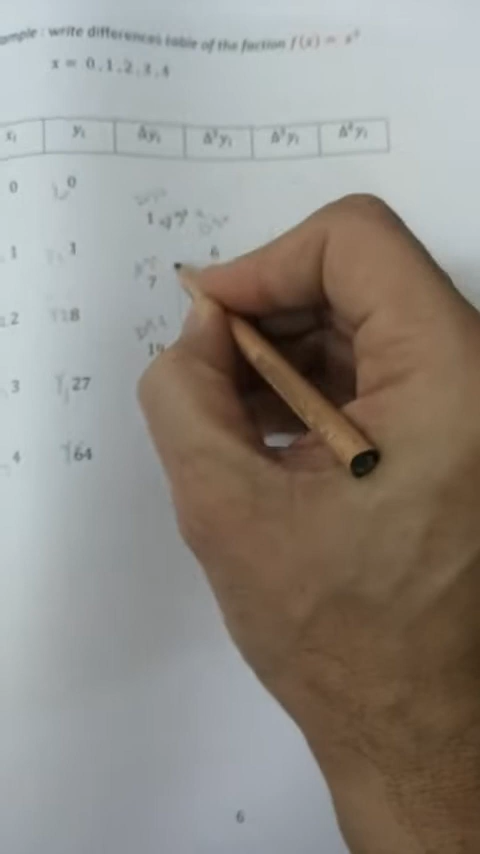 ample : write differences table of the fuction f(x) = x³
x = 0,1,2,3,4
xᵢ yᵢ Δyᵢ Δ²yᵢ Δ³yᵢ Δ⁴yᵢ
0 0
1
1 1 6
7
2 8
19
3 27
4 64
6